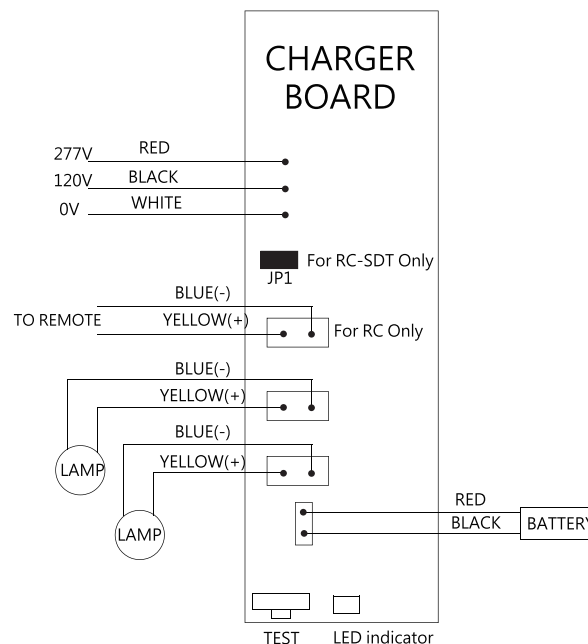 CHARGER
BOARD
277V RED
120V BLACK
0V WHITE
For RC-SDT Only
JP1
BLUE(-)
TO REMOTE YELLOW(+) For RC Only
BLUE(-)
YELLOW(+)
BLUE(-)
LAMP YELLOW(+)
RED
LAMP BLACK BATTERY
TEST LED indicator